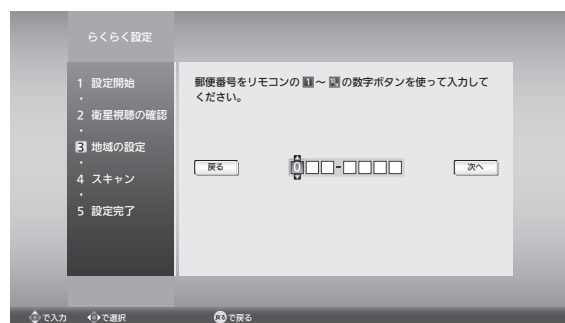 らくらく設定
1 設定開始
2 衛星視聴の確認
3 地域の設定
4 スキャン
5 設定完了
郵便番号をリモコンの 1 ~ の数字ボタンを使って入力して
ください。
戻る
0
-
次へ
で入力 で選択 戻る で戻る